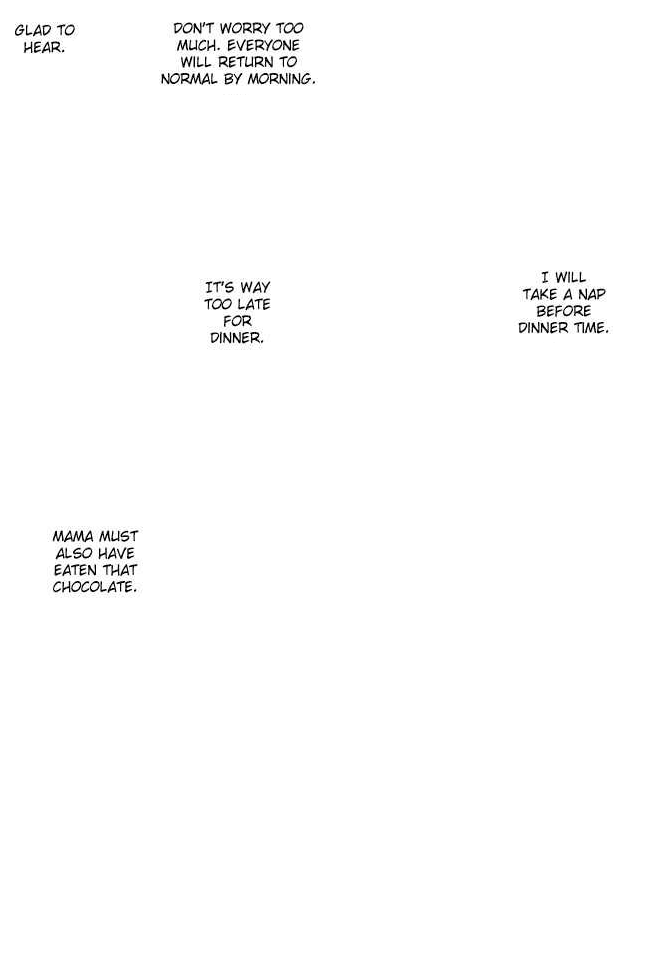 DON'T WORRY TOO
MUCH. EVERYONE
WILL RETURN TO
NORMAL BY MORNING.
GLAD TO
HEAR.
I WILL
TAKE A NAP
BEFORE
DINNER TIME.
IT'S WAY
TOO LATE
FOR
DINNER.
MAMA MUST
ALSO HAVE
EATEN THAT
CHOCOLATE.